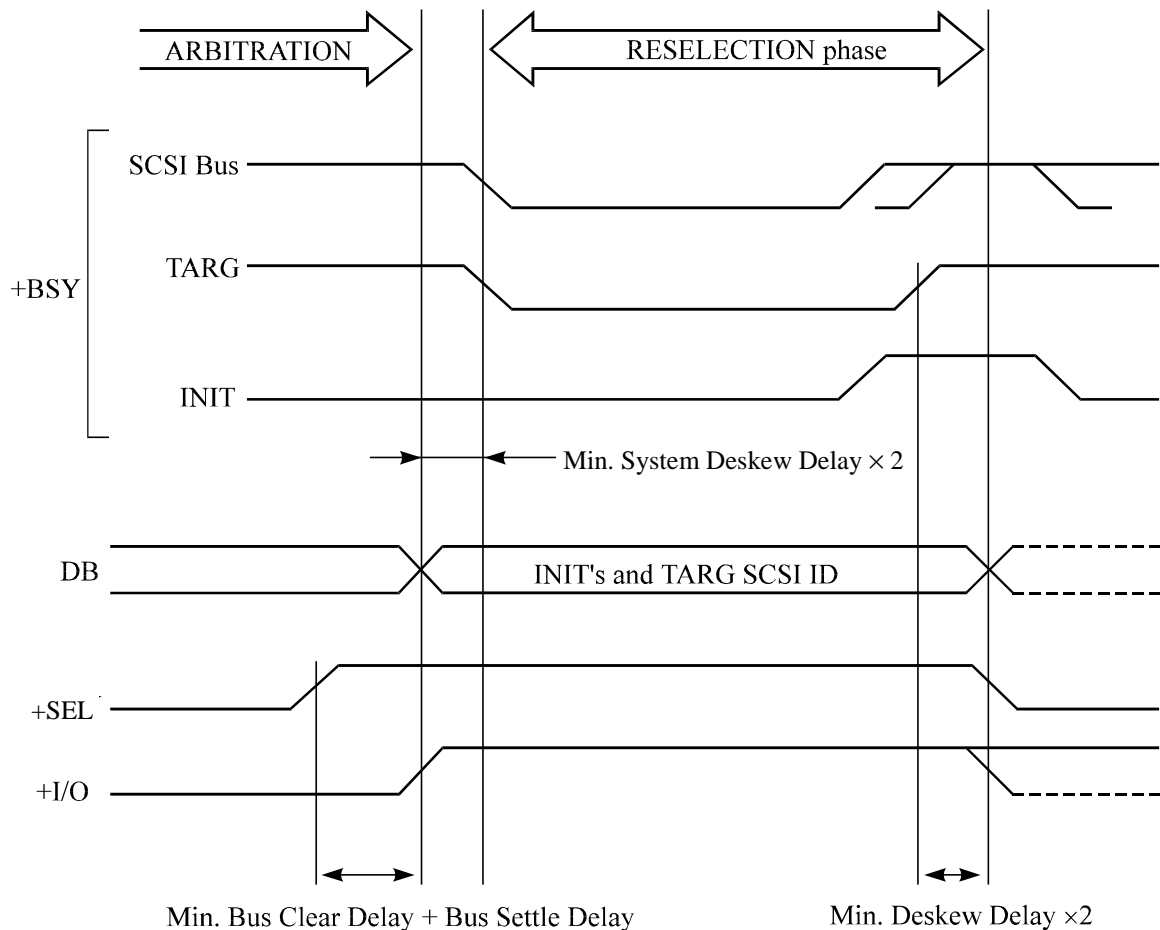 ARBITRATION
RESELECTION phase
SCSI Bus
TARG
+BSY
INIT
Min. System Deskew Delay × 2
DB
INIT's and TARG SCSI ID
+SEL
+I/O
Min. Bus Clear Delay + Bus Settle Delay
Min. Deskew Delay ×2